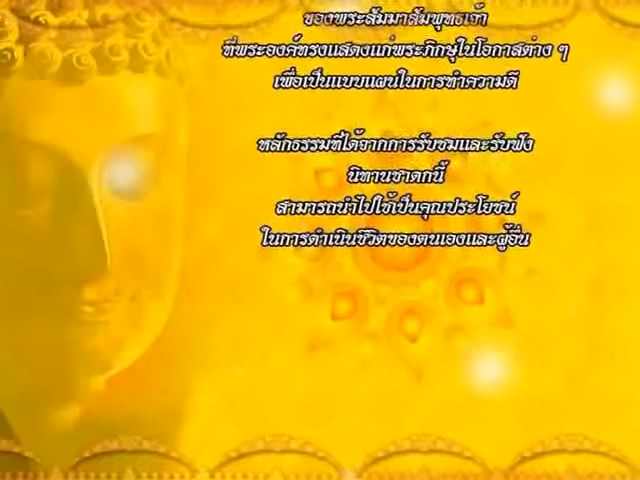 ของพระสัมมาสัมพุทธเจ้า
ที่พระองค์ทรงแสดงแก่พระภิกษุในโอกาสต่าง ๆ
เพื่อเป็นแบบแผนในการทำความดี
หลักธรรมที่ได้จากการรับชมและรับฟัง
นิทานชาดกนี้
สามารถนำไปใช้เป็นคุณประโยชน์
ในการดำเนินชีวิตของตนเองและผู้อื่น